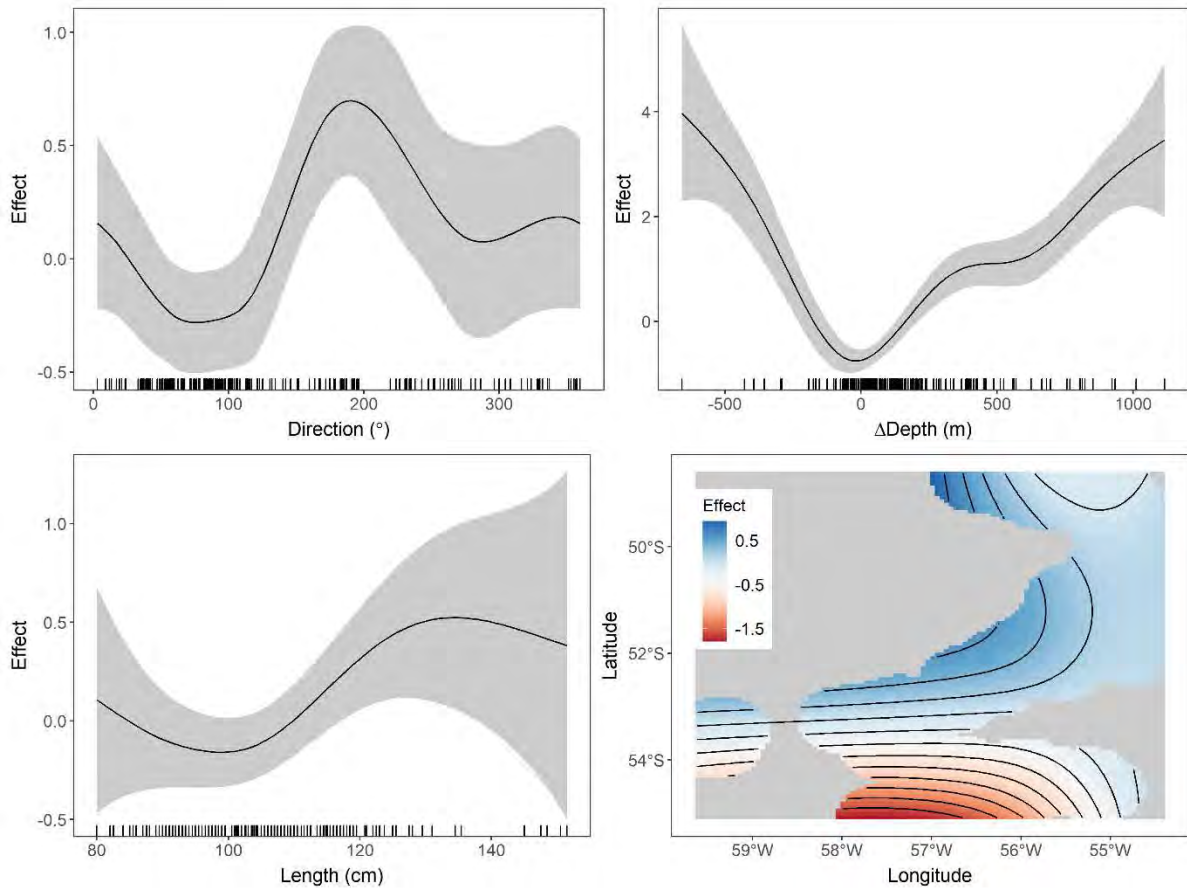 1.0
0.5
0.0
-0.5
Effect
0 100 200 300
Direction (°)
4
2
0
Effect
-500 0 500 1000
ΔDepth (m)
1.0
0.5
0.0
-0.5
Effect
80 100 120 140
Length (cm)
Effect
0.5
-0.5
-1.5
50°S
52°S
54°S
Latitude
59°W 58°W 57°W 56°W 55°W
Longitude